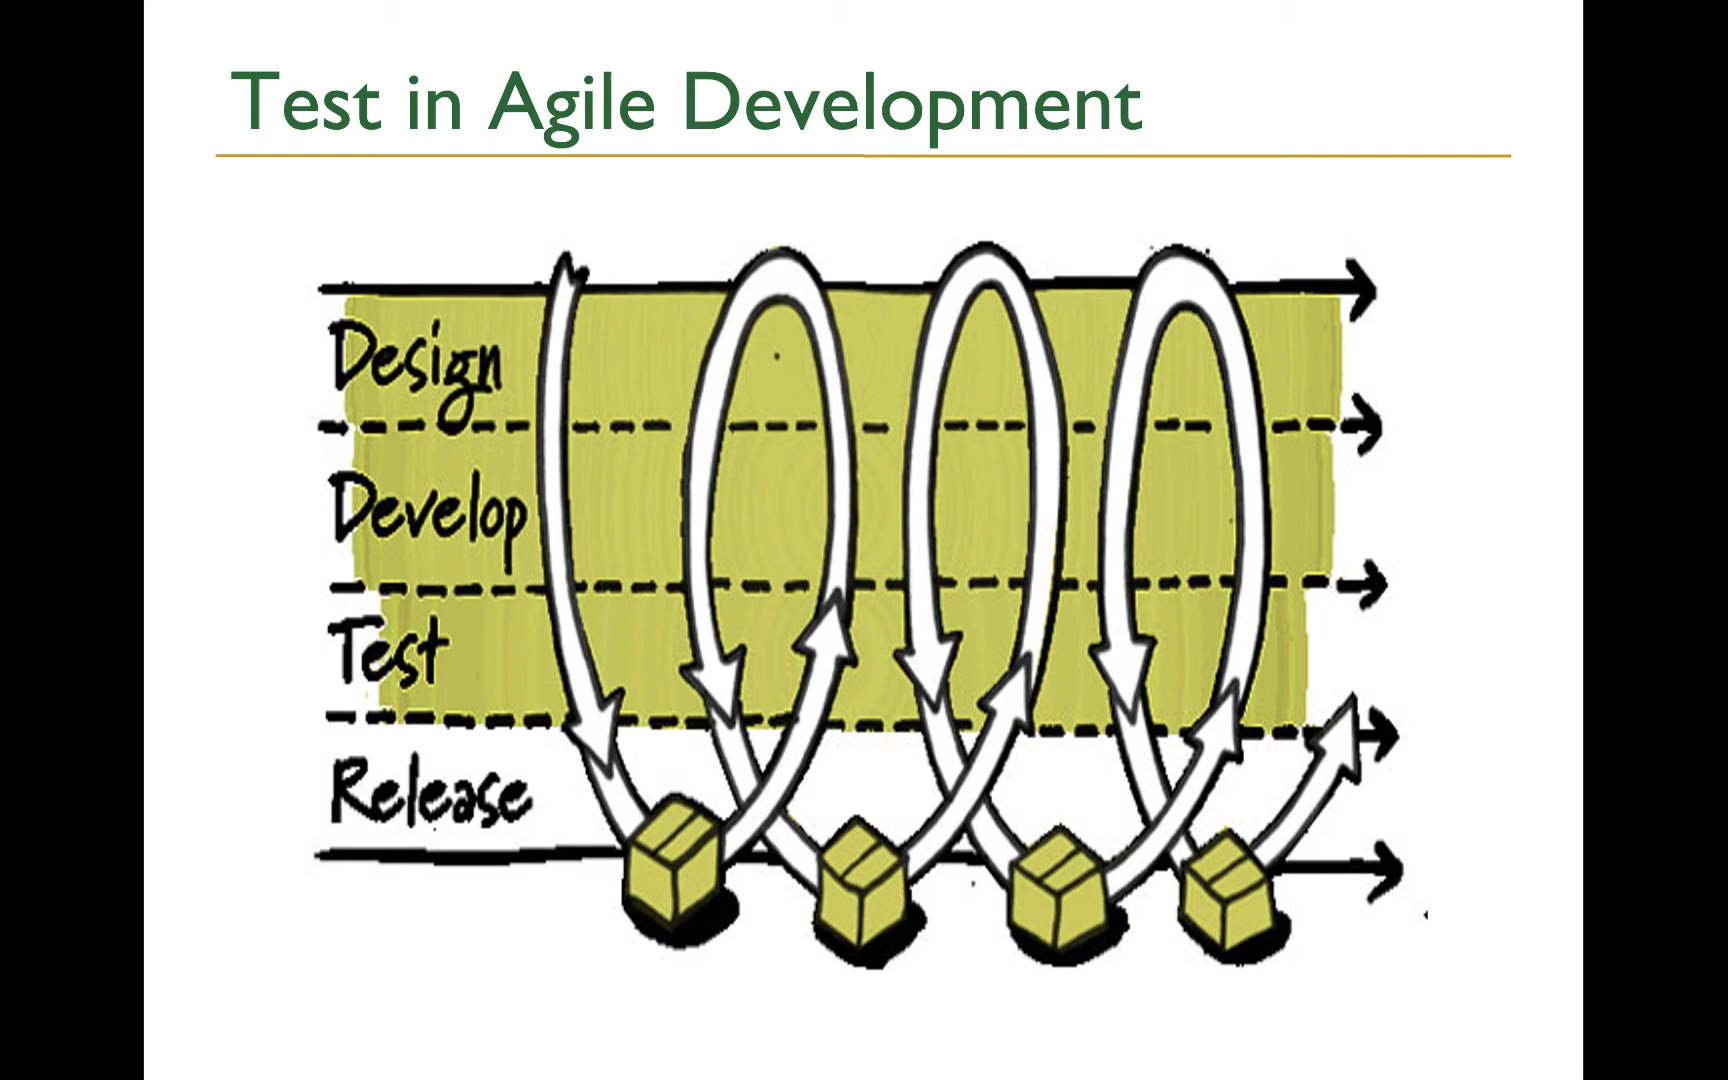 Test in Agile Development
Design
Develop
Test
Release